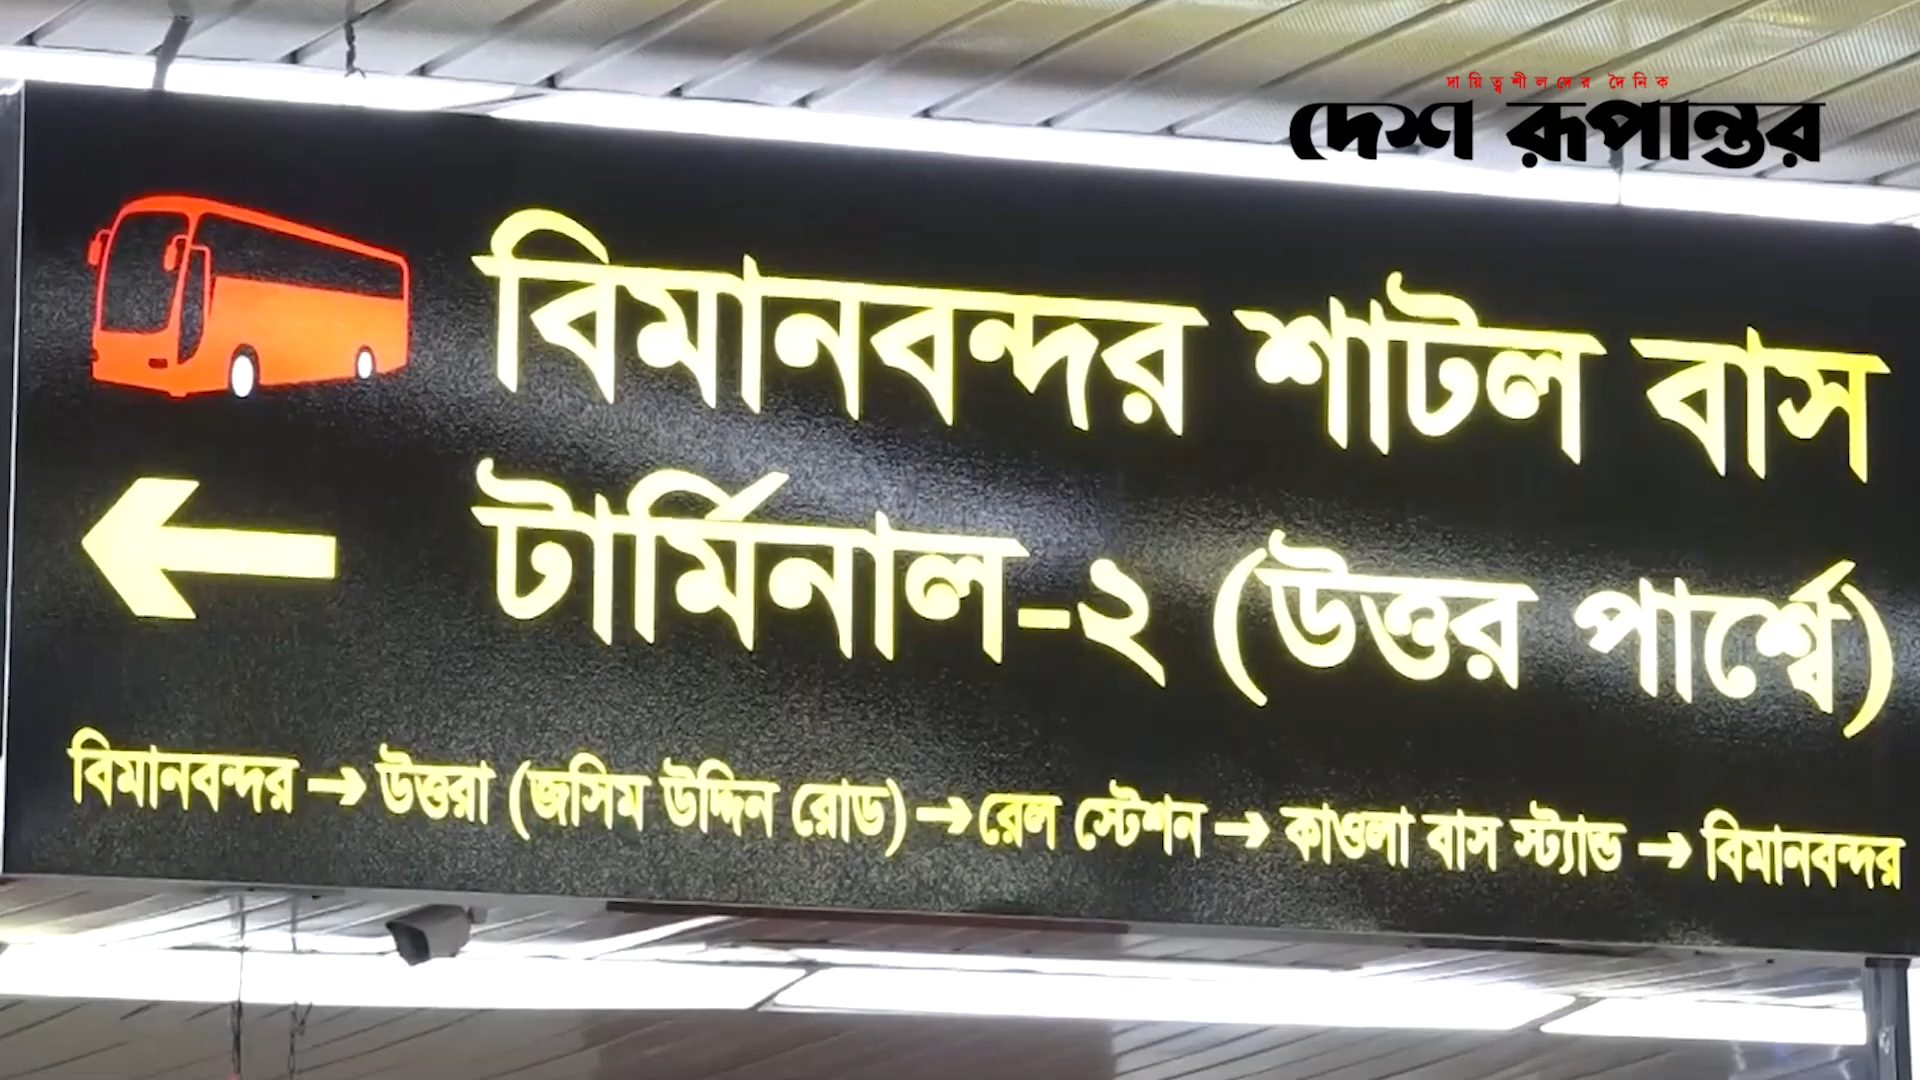 দায়িত্বশীলদের দৈনিক
দেশ রূপান্তর
বিমানবন্দর শাটল বাস
টার্মিনাল-২ (উত্তর পার্শ্বে)
বিমানবন্দর → উত্তরা (জসিম উদ্দিন রোড) → রেল স্টেশন → কাওলা বাস স্ট্যান্ড → বিমানবন্দর